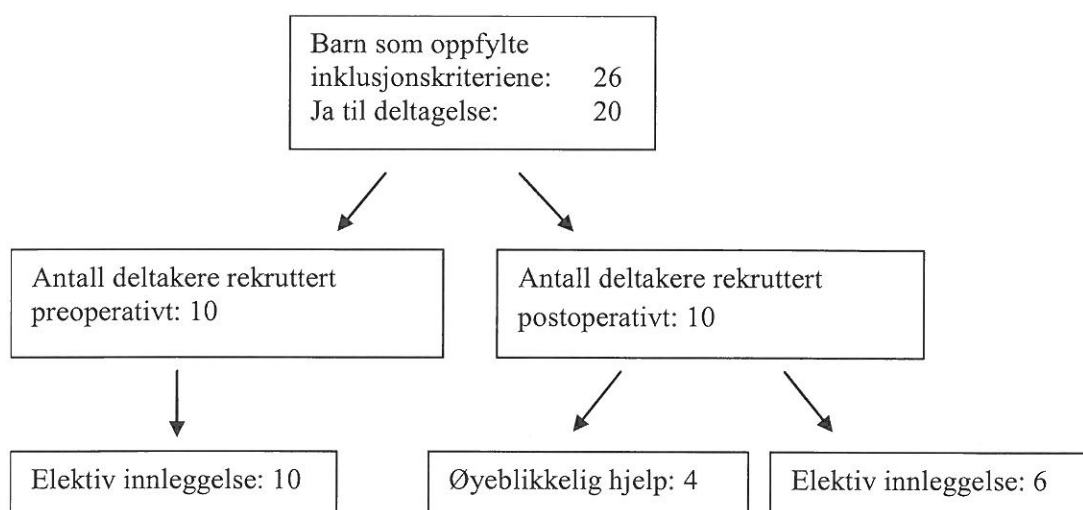 Barn som oppfylte
inklusjonskriteriene: 26
Ja til deltagelse: 20
Antall deltakere rekruttert
preoperativt: 10
Antall deltakere rekruttert
postoperativt: 10
Elektiv innleggelse: 10
Øyeblikkelig hjelp: 4
Elektiv innleggelse: 6